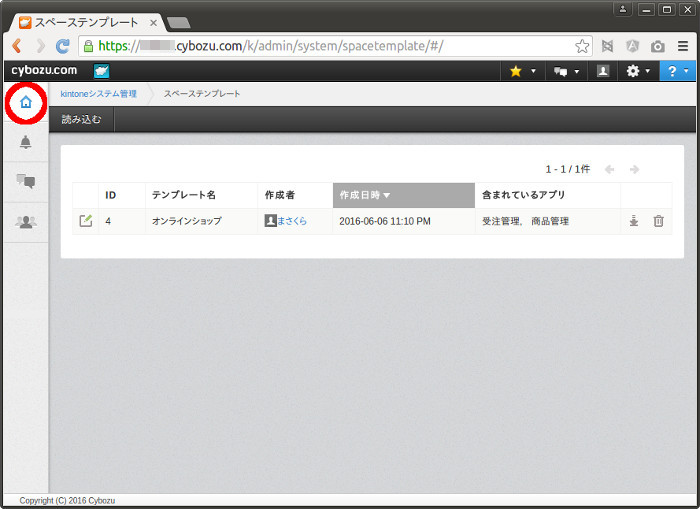 スペーステンプレート
https://.cybozu.com/k/admin/system/spacetemplate/#/
cybozu.com
?
kintoneシステム管理 スペーステンプレート
読み込む
1 - 1 / 1件
ID テンプレート名 作成者 作成日時 含まれているアプリ
4 オンラインショップ まさくら 2016-06-06 11:10 PM 受注管理, 商品管理
Copyright (C) 2016 Cybozu